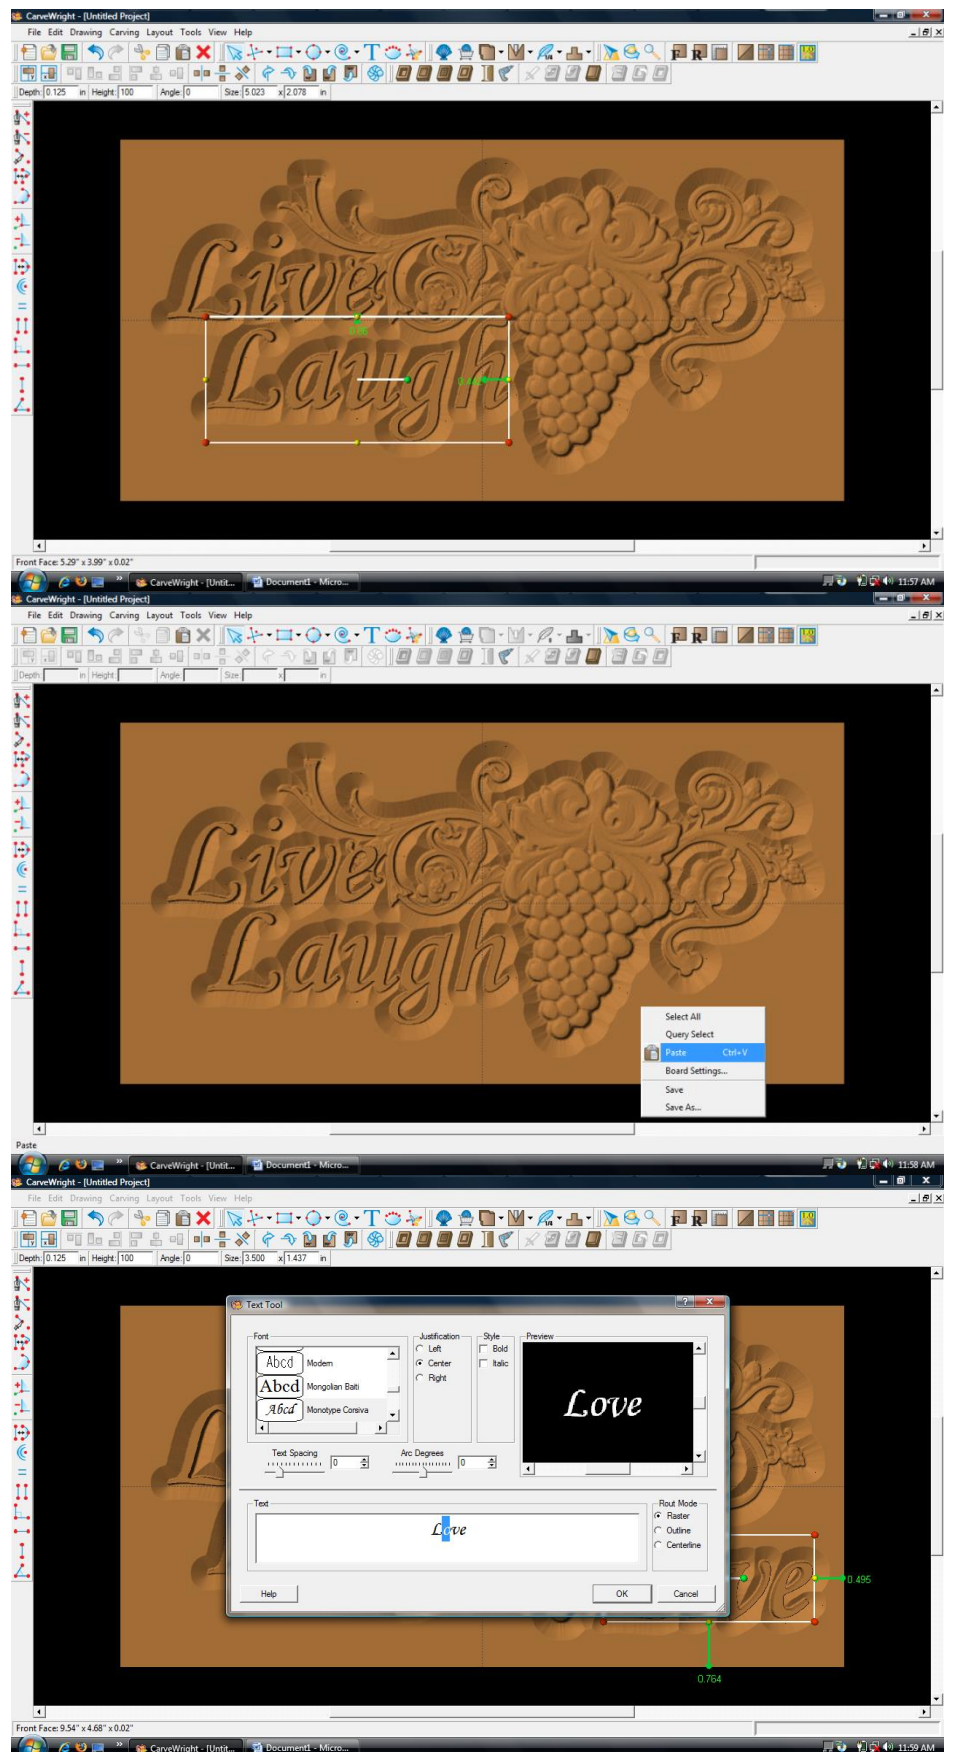 CarveWright - [Untitled Project]
File Edit Drawing Carving Layout Tools View Help
Depth: 0.125 in Height: 100 Angle: 0 Size: 5.023 x 2.078 in
Live
Laugh
Front Face: 5.29" x 3.99" x 0.02"
CarveWright - [Untit... Document1 - Micro... 11:57 AM
CarveWright - [Untitled Project]
File Edit Drawing Carving Layout Tools View Help
Depth: in Height: Angle: Size: x in
Live
Laugh
Select All
Query Select
Paste Ctrl+V
Board Settings...
Save
Save As...
Paste
CarveWright - [Untit... Document1 - Micro... 11:58 AM
CarveWright - [Untitled Project]
File Edit Drawing Carving Layout Tools View Help
Depth: 0.125 in Height: 100 Angle: 0 Size: 3.500 x 1.437 in
Text Tool
Font Justification Style Preview
Abcd Modern Left Bold
Abcd Mongolian Baiti Center Italic
Abcd Monotype Corsiva Right
Love
Text Spacing 0 Arc Degrees 0
Text Rout Mode
Love Raster
Outline
Centerline
Help OK Cancel
0.495
0.764
Front Face: 9.54" x 4.68" x 0.02"
CarveWright - [Untit... Document1 - Micro... 11:59 AM